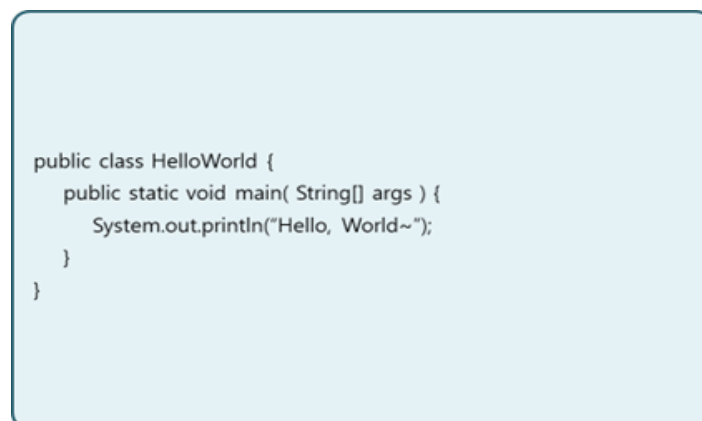 public class HelloWorld {
public static void main( String[] args ) {
System.out.println(“Hello, World~”);
}
}